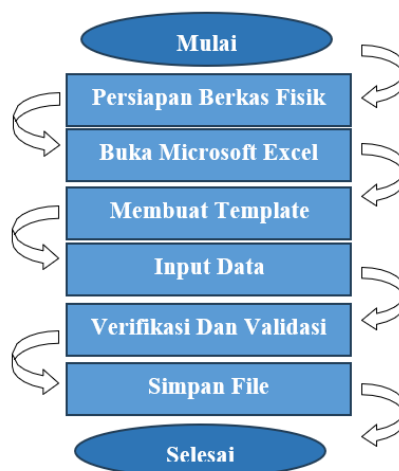 Mulai
Persiapan Berkas Fisik
Buka Microsoft Excel
Membuat Template
Input Data
Verifikasi Dan Validasi
Simpan File
Selesai